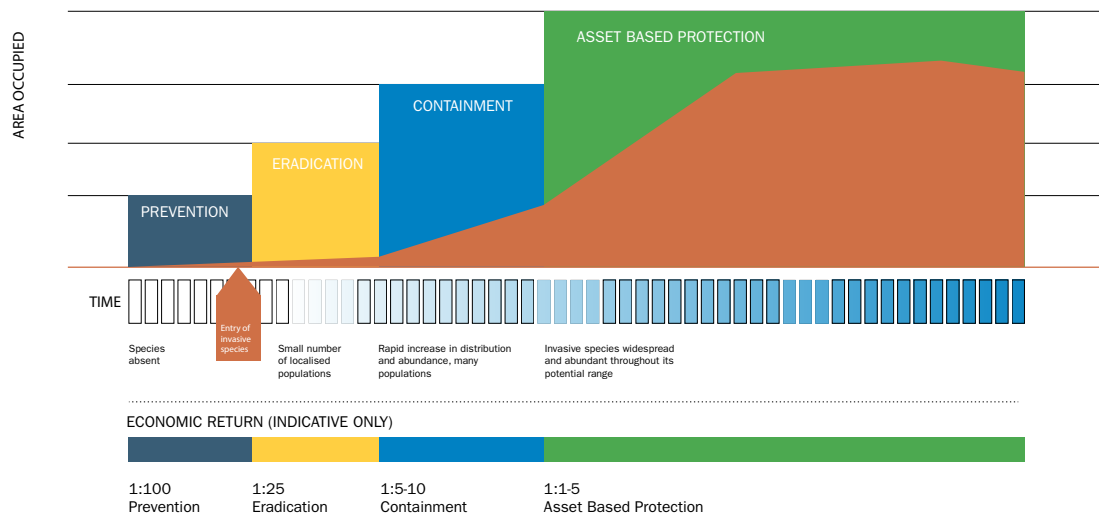 AREA OCCUPIED
ASSET BASED PROTECTION
CONTAINMENT
ERADICATION
PREVENTION
TIME
Entry of
invasive
species
Species
absent
Small number
of localised
populations
Rapid increase in distribution
and abundance, many
populations
Invasive species widespread
and abundant throughout its
potential range
ECONOMIC RETURN (INDICATIVE ONLY)
1:100
Prevention
1:25
Eradication
1:5-10
Containment
1:1-5
Asset Based Protection